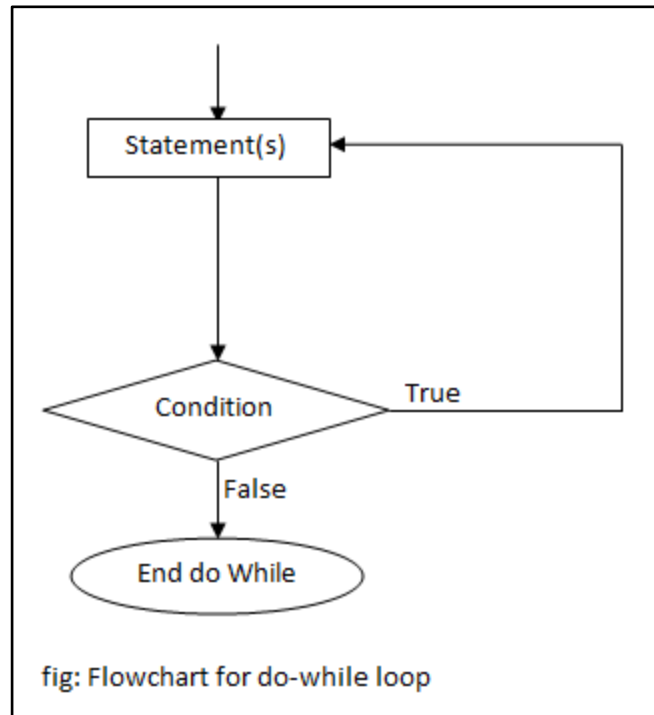 Statement(s)
Condition
True
False
End do While
fig: Flowchart for do-while loop